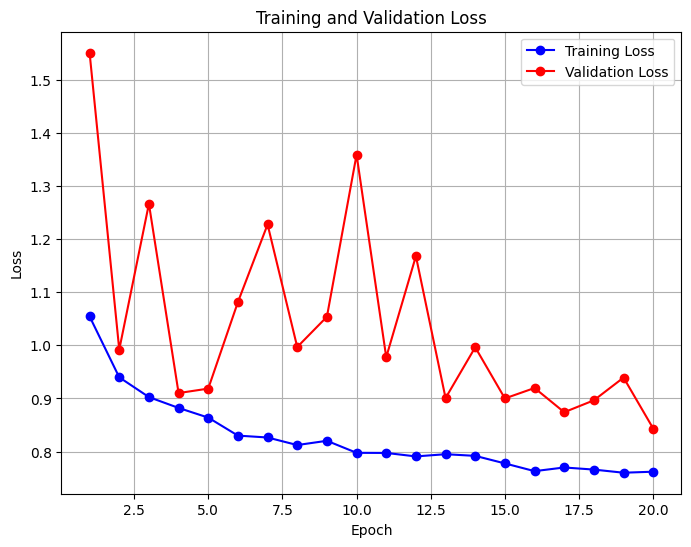 Training and Validation Loss
Training Loss
Validation Loss
1.5
1.4
1.3
1.2
1.1
1.0
0.9
0.8
Loss
2.5 5.0 7.5 10.0 12.5 15.0 17.5 20.0
Epoch